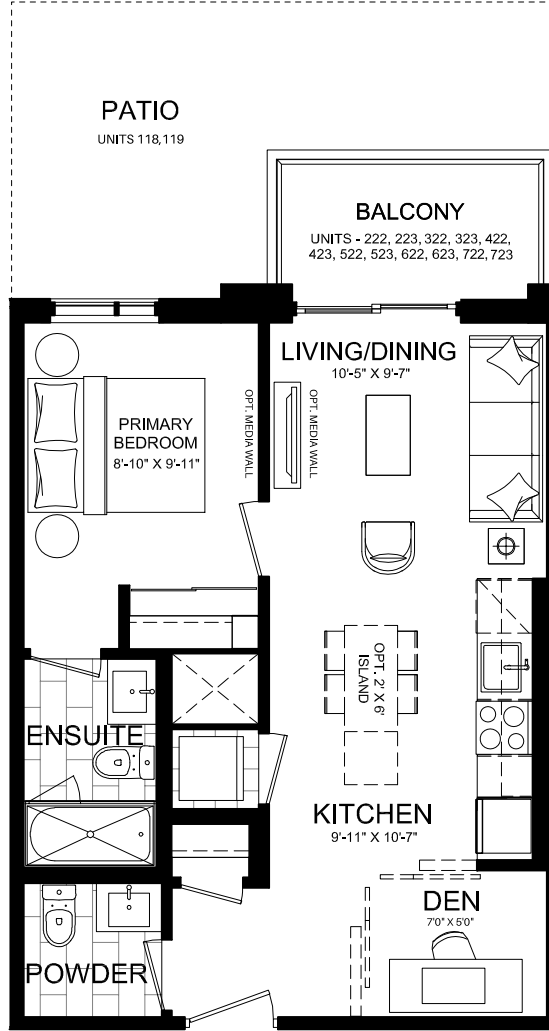 PATIO
UNITS 118,119
BALCONY
UNITS - 222, 223, 322, 323, 422,
423, 522, 523, 622, 623, 722, 723
LIVING/DINING
10'-5" X 9'-7"
OPT. MEDIA WALL
OPT. MEDIA WALL
PRIMARY
BEDROOM
8'-10" X 9'-11"
OPT. 2' X 6'
ISLAND
ENSUITE
KITCHEN
9'-11" X 10'-7"
DEN
7'0" X 5'0"
POWDER